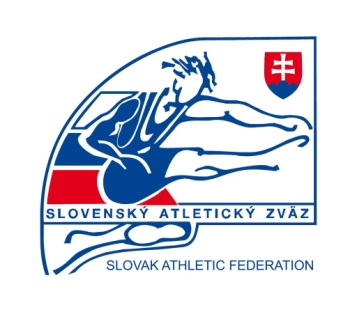 SLOVENSKÝ ATLETICKÝ ZVÄZ
SLOVAK ATHLETIC FEDERATION